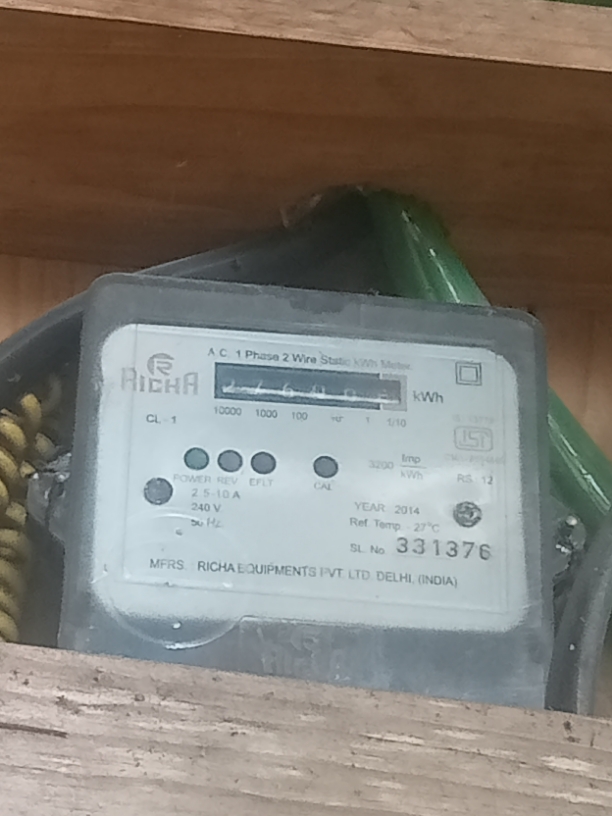 A.C. 1 Phase 2 Wire Static kWh Meter
RICHA
kWh
10000 1000 100 1 1/10
CL-1
3200 Imp/kWh
POWER REV EFLT CAL
RS. 12
2.5-10 A
240 V
50 Hz
YEAR 2014
Ref. Temp. - 27°C
SL. No. 331376
MFRS. RICHA EQUIPMENTS PVT. LTD. DELHI. (INDIA)